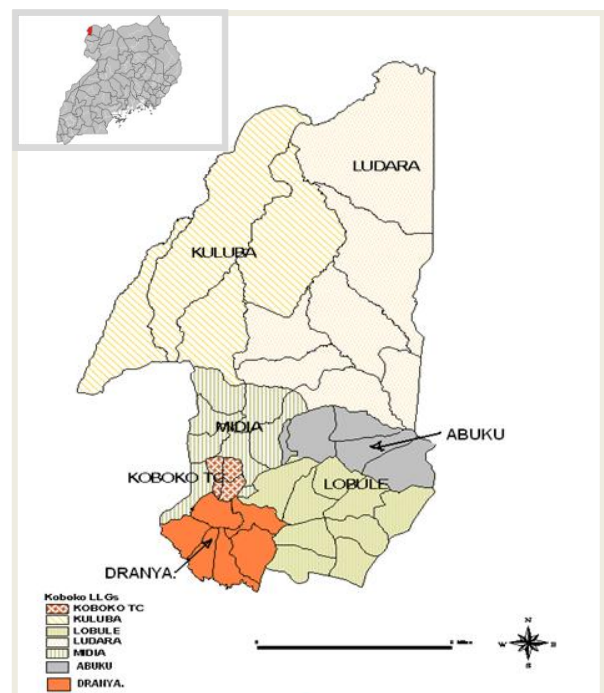 LUDARA
KULUBA
MIDIA
ABUKU
KOBOKO TC
LOBULE
DRANYA.
Koboko LLGs
KOBOKO TC
KULUBA
LOBULE
LUDARA
MIDIA
ABUKU
DRANYA.
N
W E
S